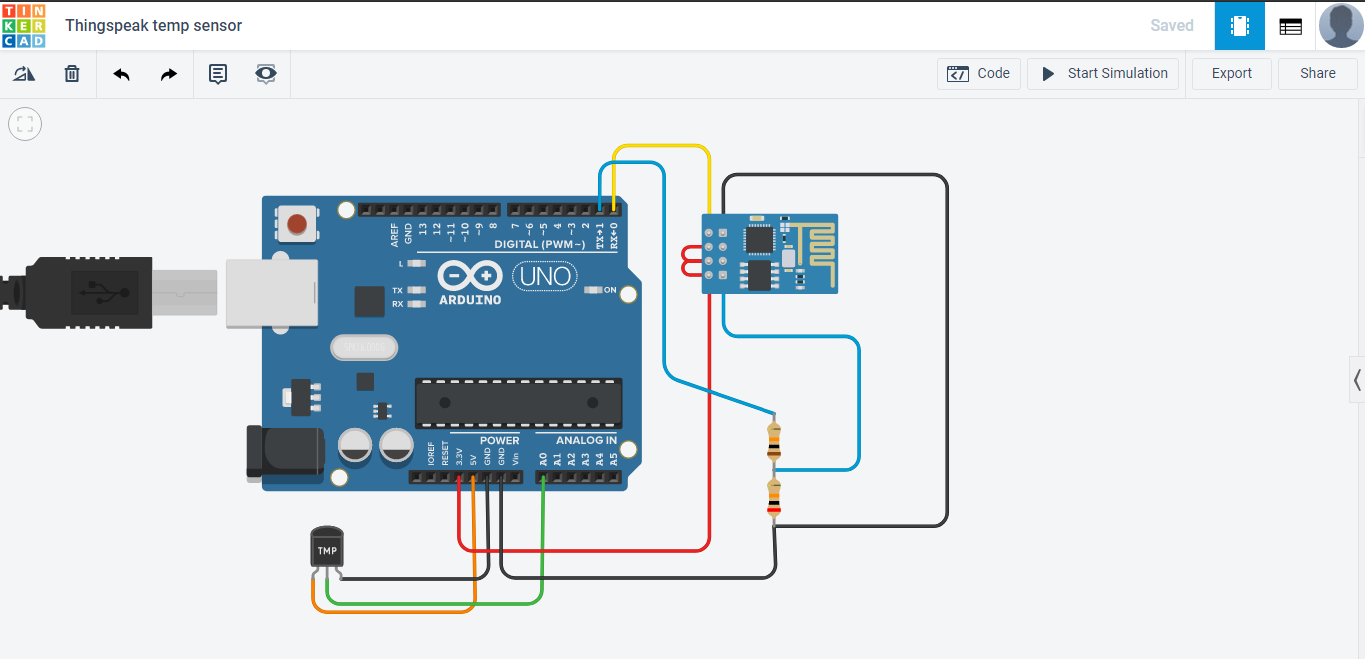 TIN
KER
CAD
Thingspeak temp sensor
Saved
Code
Start Simulation
Export
Share
AREF
GND
13
12
~11
~10
~9
8
7
~6
~5
4
~3
2
TX→1
RX←0
DIGITAL (PWM~)
L
TX
RX
ARDUINO
UNO
ON
IOREF
RESET
3.3V
5V
GND
GND
Vin
POWER
ANALOG IN
A0
A1
A2
A3
A4
A5
TMP